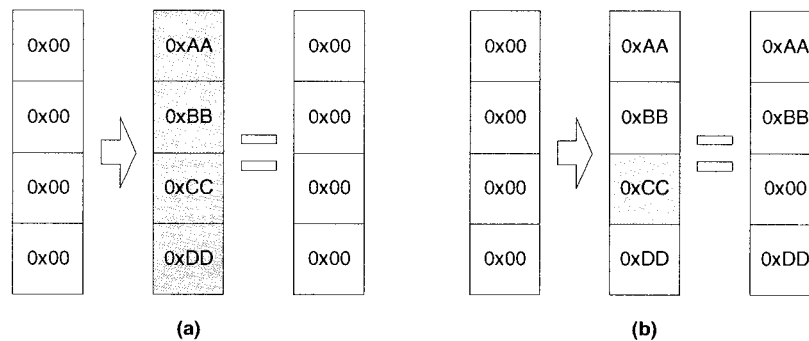 0x00 0xAA 0x00 0x00 0xAA 0xAA
0x00 0xBB 0x00 0x00 0xBB 0xBB
0x00 0xCC 0x00 0x00 0xCC 0x00
0x00 0xDD 0x00 0x00 0xDD 0xDD
(a) (b)